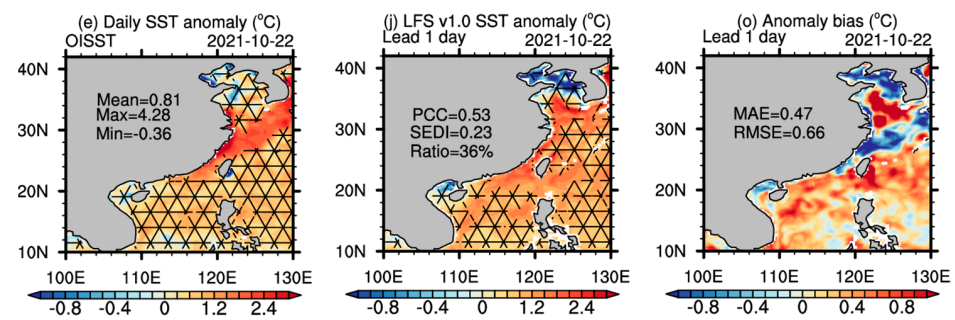 (e) Daily SST anomaly (°C)
OISST 2021-10-22
40N
30N
20N
10N
Mean=0.81
Max=4.28
Min=-0.36
100E 110E 120E 130E
-0.8 -0.4 0 1.2 2.4
(j) LFS v1.0 SST anomaly (°C)
Lead 1 day 2021-10-22
40N
30N
20N
10N
PCC=0.53
SEDI=0.23
Ratio=36%
100E 110E 120E 130E
-0.8 -0.4 0 1.2 2.4
(o) Anomaly bias (°C)
Lead 1 day 2021-10-22
40N
30N
20N
10N
MAE=0.47
RMSE=0.66
100E 110E 120E 130E
-0.8 -0.4 0 0.4 0.8